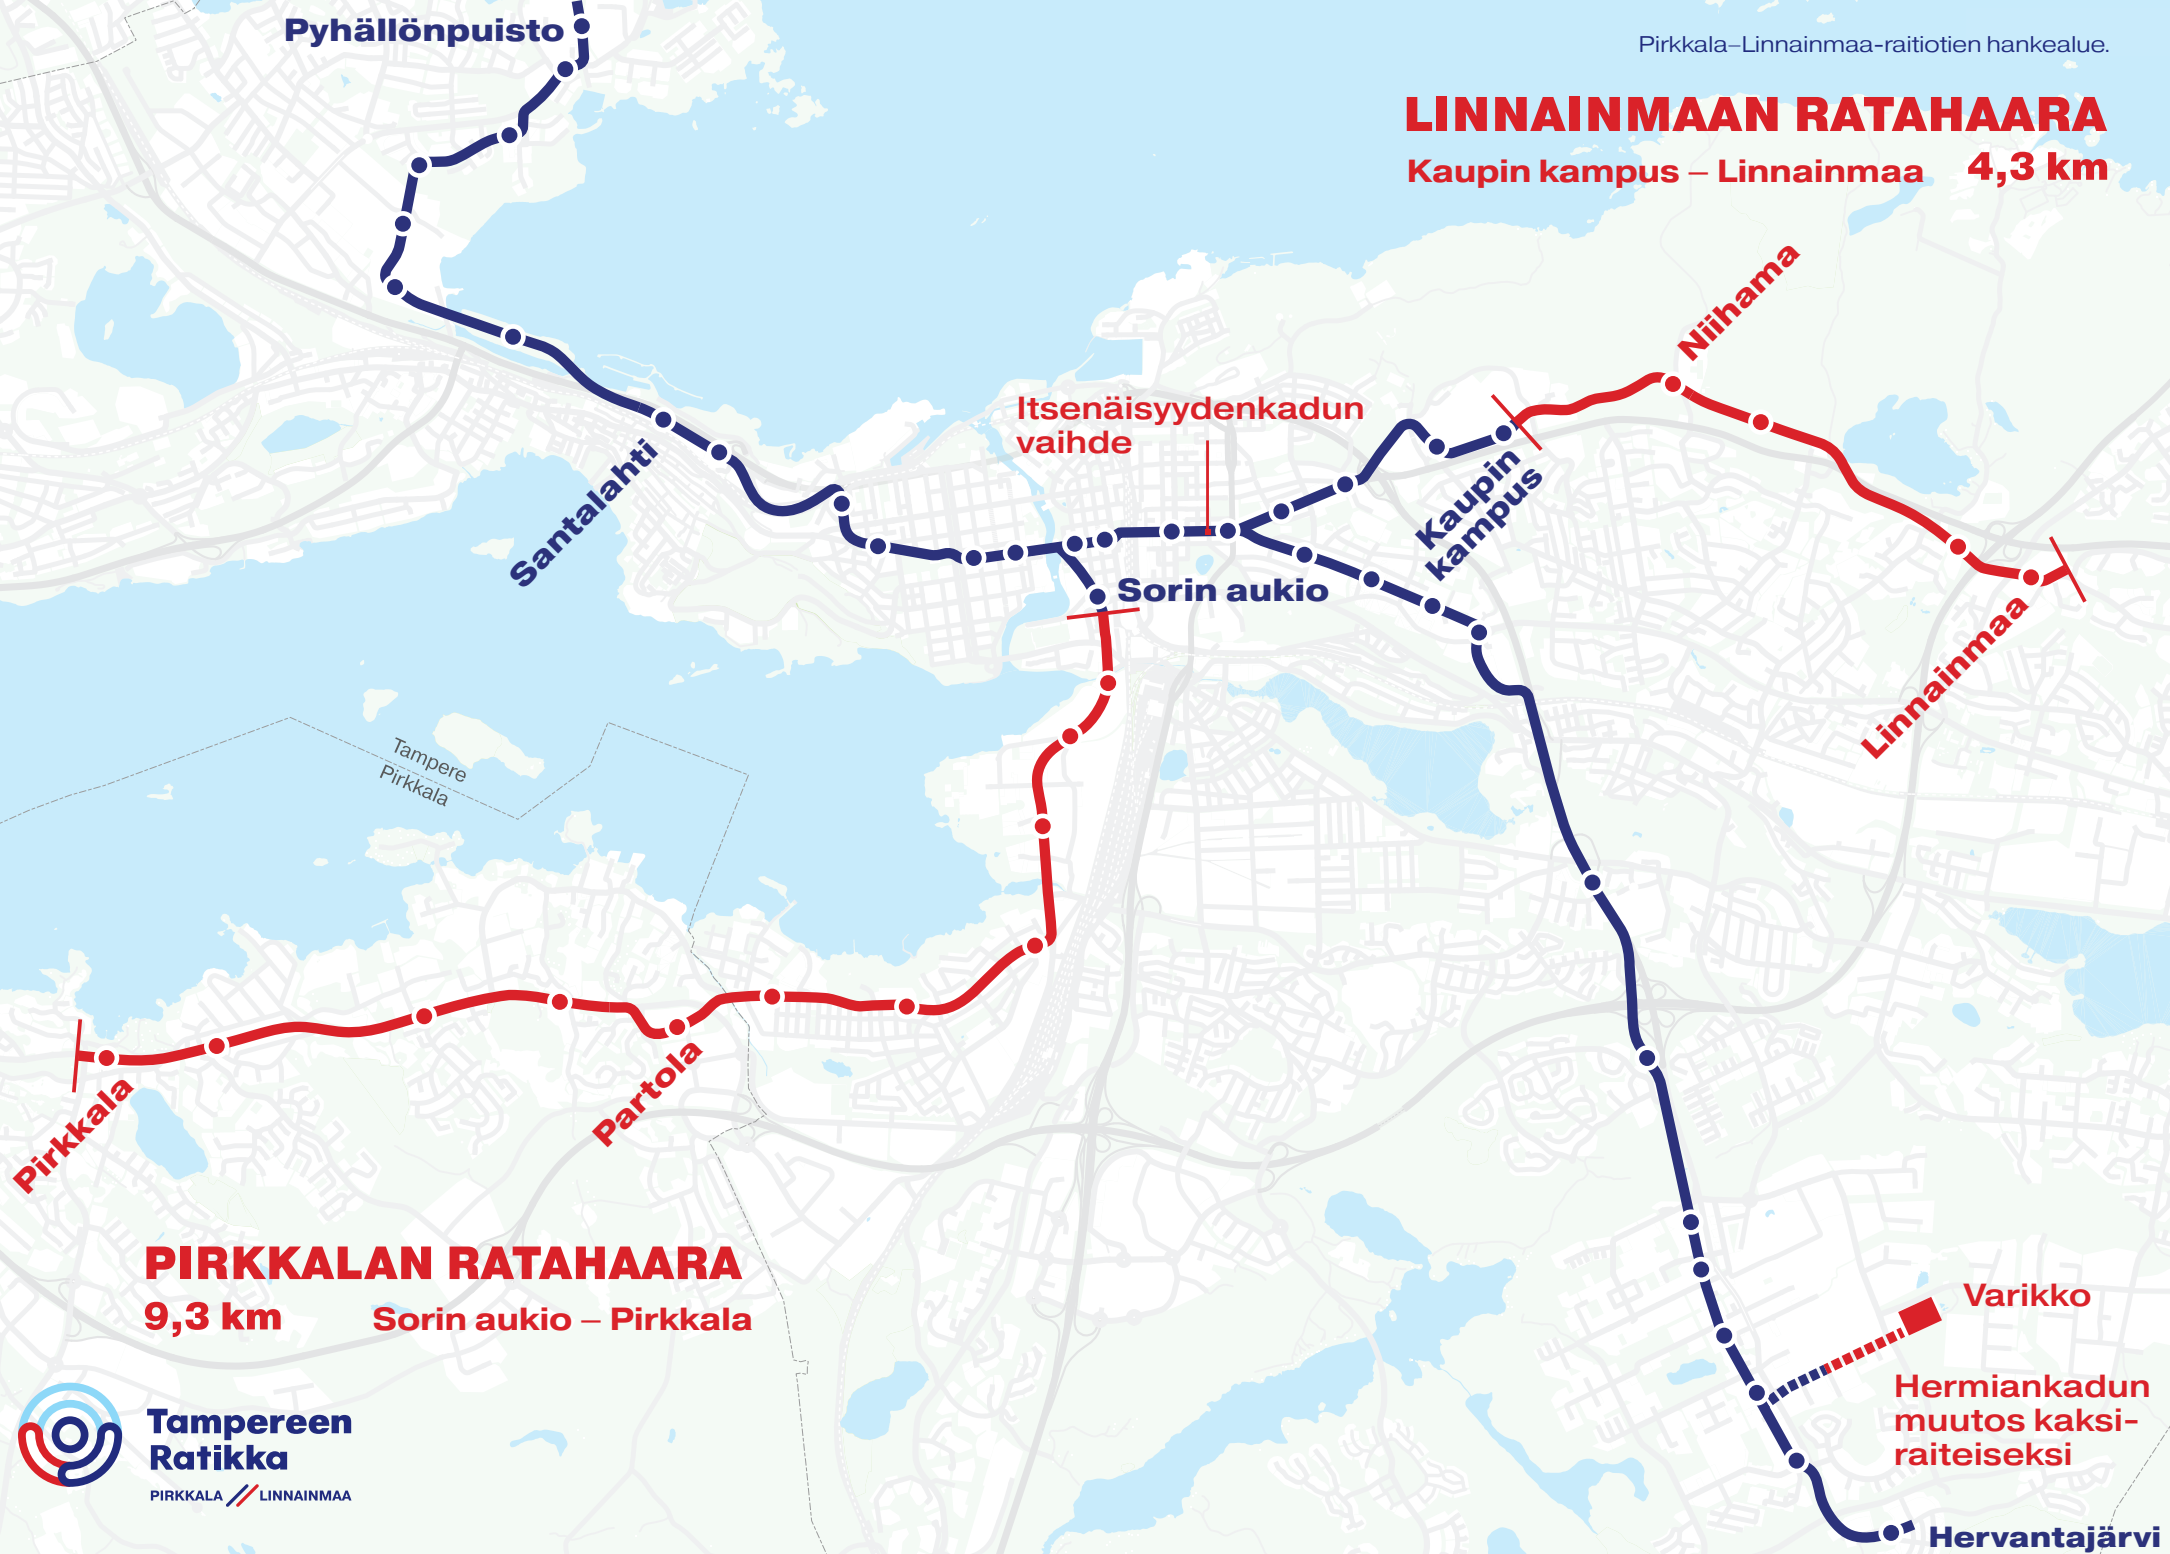 Pyhällönpuisto
Pirkkala–Linnainmaa-raitiotien hankealue.
LINNAINMAAN RATAHAARA
Kaupin kampus – Linnainmaa 4,3 km
Niihama
Itsenäisyydenkadun
vaihde
Santalahti
Kaupin
kampus
Sorin aukio
Linnainmaa
Tampere
Pirkkala
Partola
Pirkkala
PIRKKALAN RATAHAARA
9,3 km Sorin aukio – Pirkkala
Varikko
Hermiankadun
muutos kaksi-
raiteiseksi
Tampereen
Ratikka
PIRKKALA // LINNAINMAA
Hervantajärvi